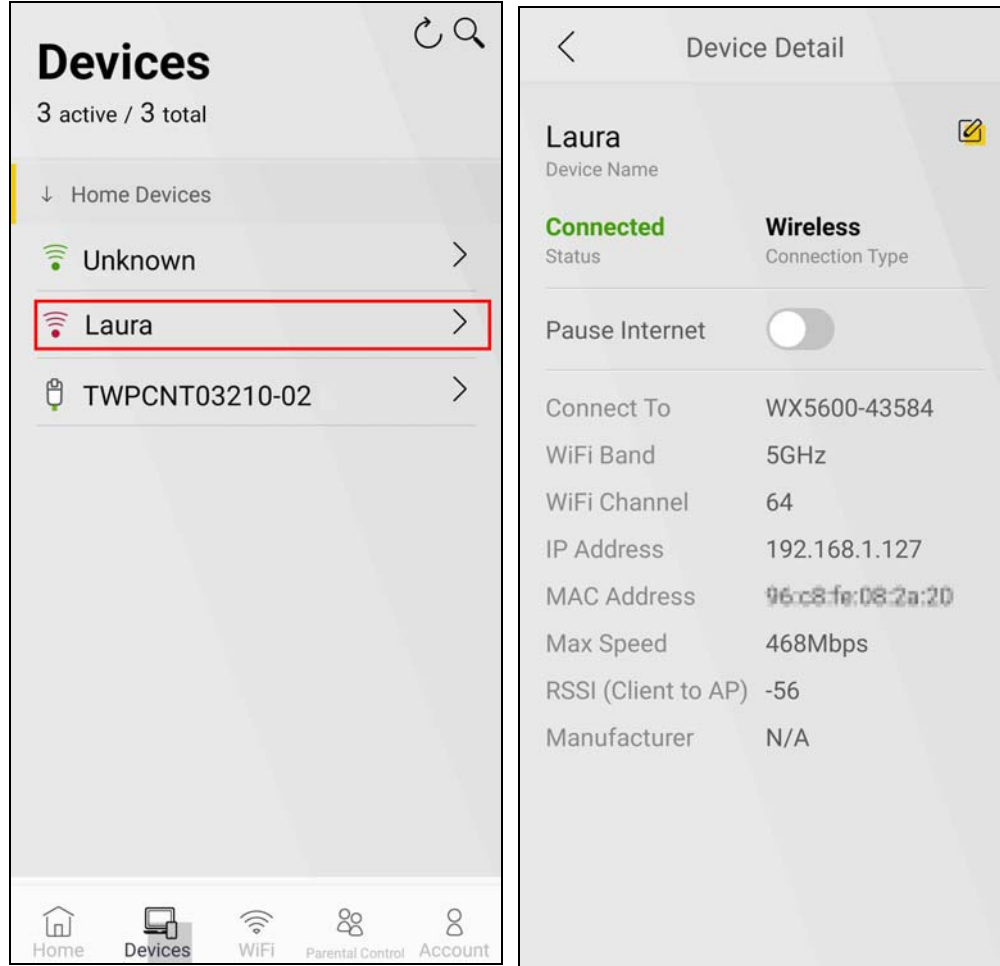 Devices
3 active / 3 total
↓ Home Devices
Unknown
Laura
TWPCNT03210-02
Home Devices WiFi Parental Control Account
Device Detail
Laura
Device Name
Connected Wireless
Status Connection Type
Pause Internet
Connect To WX5600-43584
WiFi Band 5GHz
WiFi Channel 64
IP Address 192.168.1.127
MAC Address
Max Speed 468Mbps
RSSI (Client to AP) -56
Manufacturer N/A